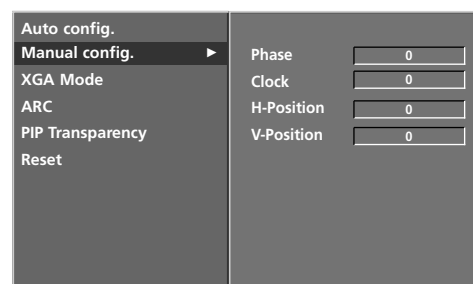 Auto config.
Manual config. ►
XGA Mode
ARC
PIP Transparency
Reset
Phase 0
Clock 0
H-Position 0
V-Position 0